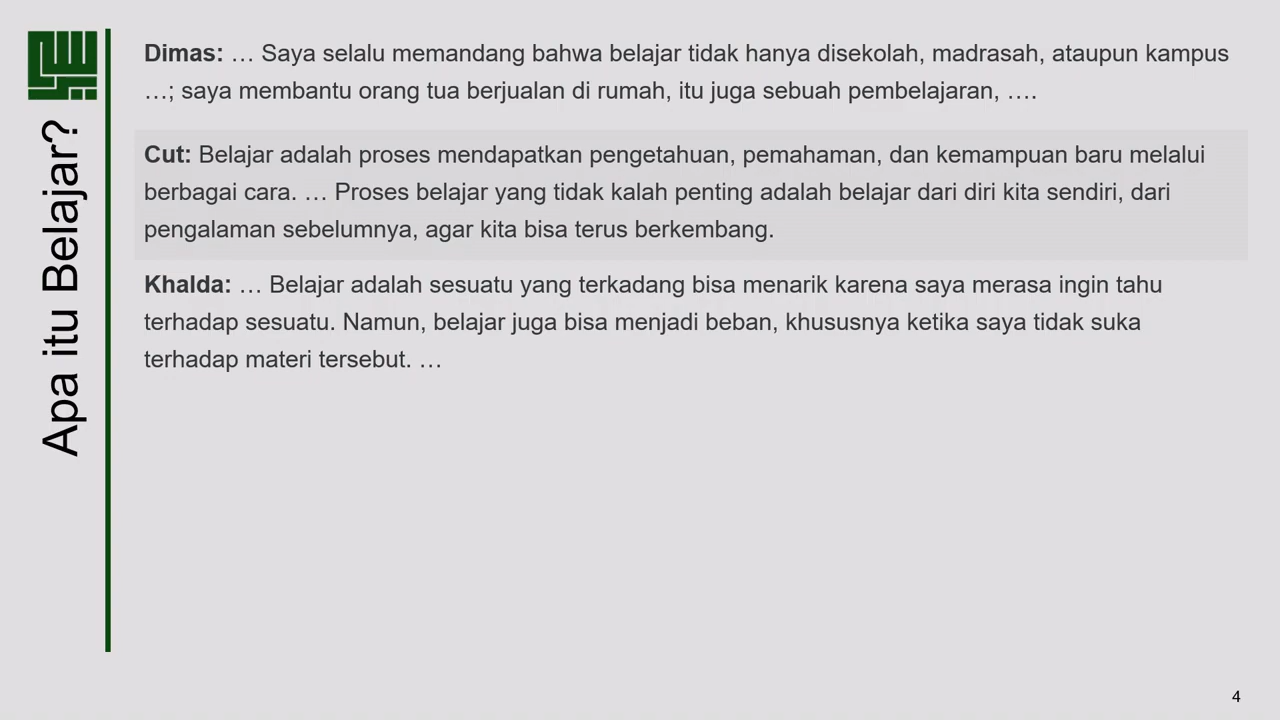 Apa itu Belajar?
Dimas: … Saya selalu memandang bahwa belajar tidak hanya disekolah, madrasah, ataupun kampus
…; saya membantu orang tua berjualan di rumah, itu juga sebuah pembelajaran, ….
Cut: Belajar adalah proses mendapatkan pengetahuan, pemahaman, dan kemampuan baru melalui
berbagai cara. … Proses belajar yang tidak kalah penting adalah belajar dari diri kita sendiri, dari
pengalaman sebelumnya, agar kita bisa terus berkembang.
Khalda: … Belajar adalah sesuatu yang terkadang bisa menarik karena saya merasa ingin tahu
terhadap sesuatu. Namun, belajar juga bisa menjadi beban, khususnya ketika saya tidak suka
terhadap materi tersebut. …
4